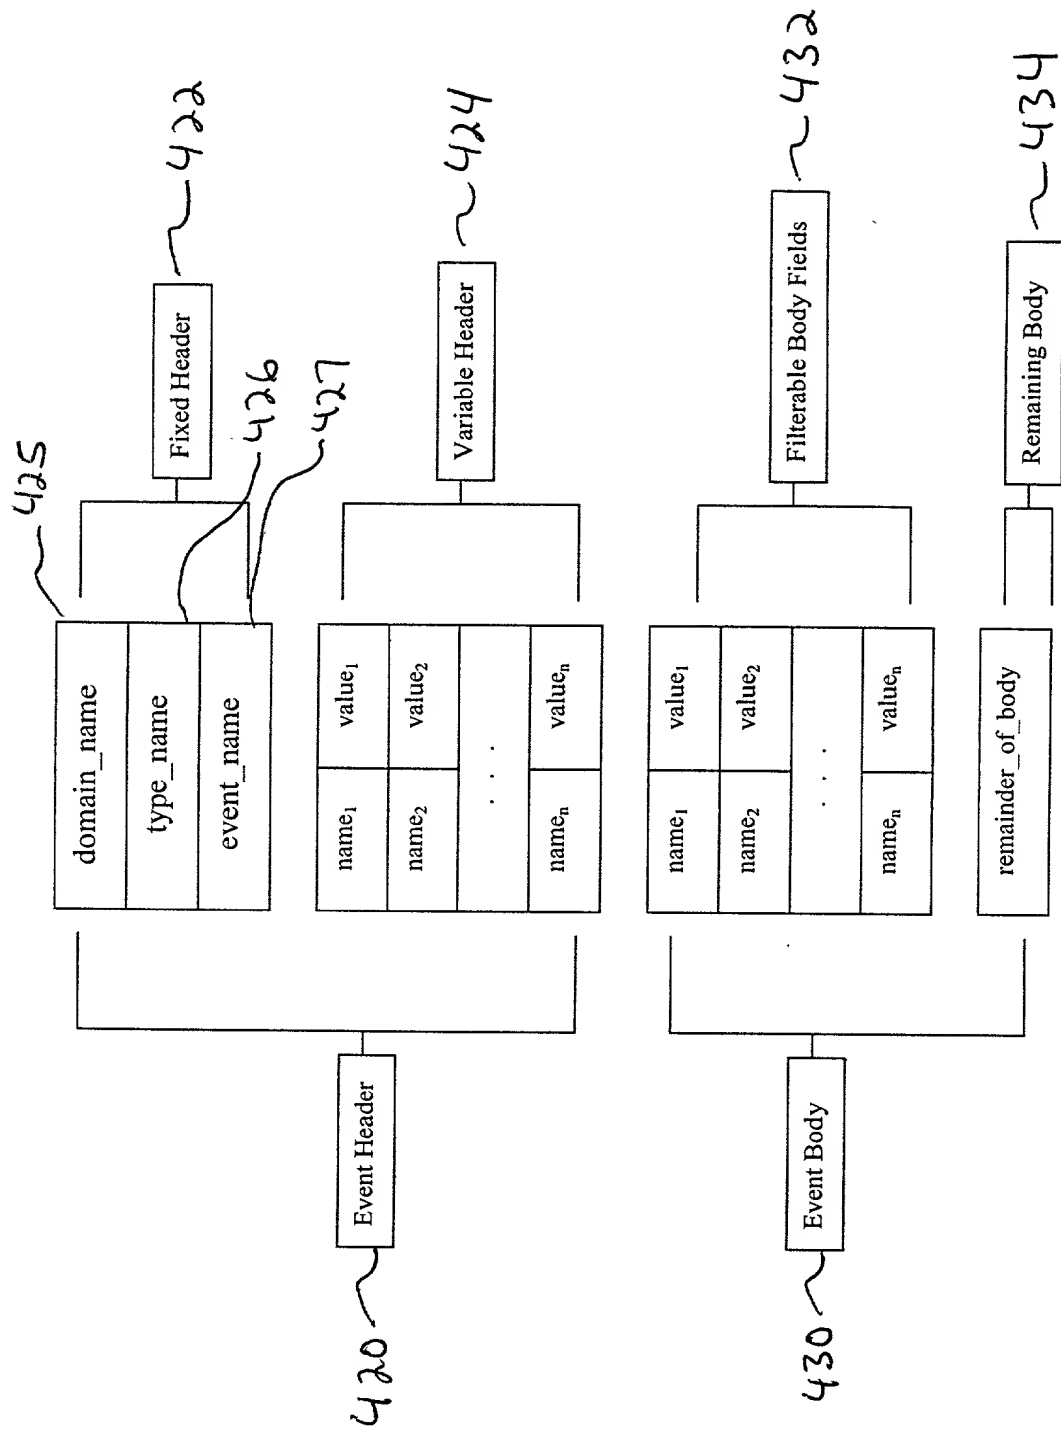 425
domain_name
type_name
event_name
Fixed Header
422
426
427
420
Event Header
name1 value1
name2 value2
. . .
namen valuen
Variable Header
424
430
Event Body
name1 value1
name2 value2
. . .
namen valuen
Filterable Body Fields
432
remainder_of_body
Remaining Body
434